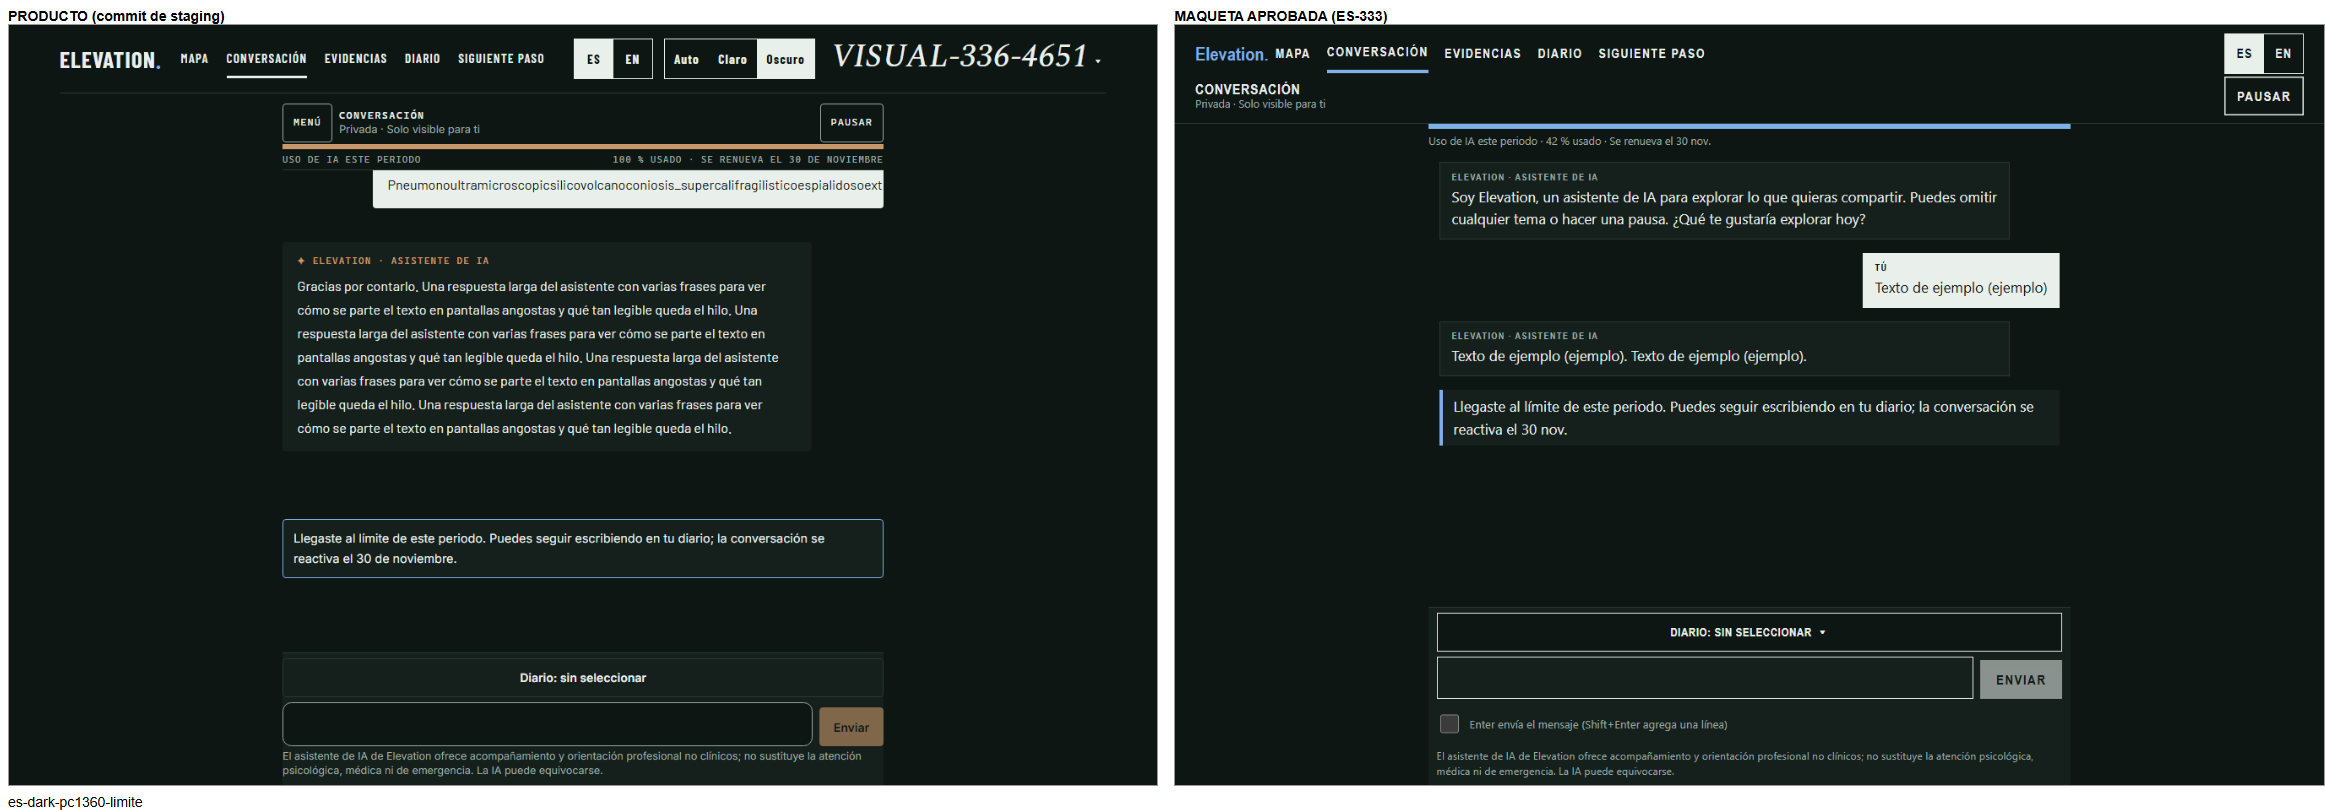 PRODUCTO (commit de staging)
ELEVATION. MAPA CONVERSACIÓN EVIDENCIAS DIARIO SIGUIENTE PASO ES EN Auto Claro Oscuro VISUAL-336-4651
MENÚ
CONVERSACIÓN
Privada · Solo visible para ti
PAUSAR
USO DE IA ESTE PERIODO
100 % USADO · SE RENUEVA EL 30 DE NOVIEMBRE
Pneumonoultramicroscopicsilicovolcanoconiosis_supercalifragilisticoespialidosoext
✦ ELEVATION · ASISTENTE DE IA
Gracias por contarlo. Una respuesta larga del asistente con varias frases para ver
cómo se parte el texto en pantallas angostas y qué tan legible queda el hilo. Una
respuesta larga del asistente con varias frases para ver cómo se parte el texto en
pantallas angostas y qué tan legible queda el hilo. Una respuesta larga del asistente
con varias frases para ver cómo se parte el texto en pantallas angostas y qué tan
legible queda el hilo. Una respuesta larga del asistente con varias frases para ver
cómo se parte el texto en pantallas angostas y qué tan legible queda el hilo.
Llegaste al límite de este periodo. Puedes seguir escribiendo en tu diario; la conversación se
reactiva el 30 de noviembre.
Diario: sin seleccionar
Enviar
El asistente de IA de Elevation ofrece acompañamiento y orientación profesional no clínicos; no sustituye la atención
psicológica, médica ni de emergencia. La IA puede equivocarse.
MAQUETA APROBADA (ES-333)
Elevation. MAPA CONVERSACIÓN EVIDENCIAS DIARIO SIGUIENTE PASO ES EN
CONVERSACIÓN
Privada · Solo visible para ti
PAUSAR
Uso de IA este periodo · 42 % usado · Se renueva el 30 nov.
ELEVATION · ASISTENTE DE IA
Soy Elevation, un asistente de IA para explorar lo que quieras compartir. Puedes omitir
cualquier tema o hacer una pausa. ¿Qué te gustaría explorar hoy?
TÚ
Texto de ejemplo (ejemplo)
ELEVATION · ASISTENTE DE IA
Texto de ejemplo (ejemplo). Texto de ejemplo (ejemplo).
Llegaste al límite de este periodo. Puedes seguir escribiendo en tu diario; la conversación se
reactiva el 30 nov.
DIARIO: SIN SELECCIONAR
ENVIAR
Enter envía el mensaje (Shift+Enter agrega una línea)
El asistente de IA de Elevation ofrece acompañamiento y orientación profesional no clínicos; no sustituye la atención psicológica,
médica ni de emergencia. La IA puede equivocarse.
es-dark-pc1360-limite